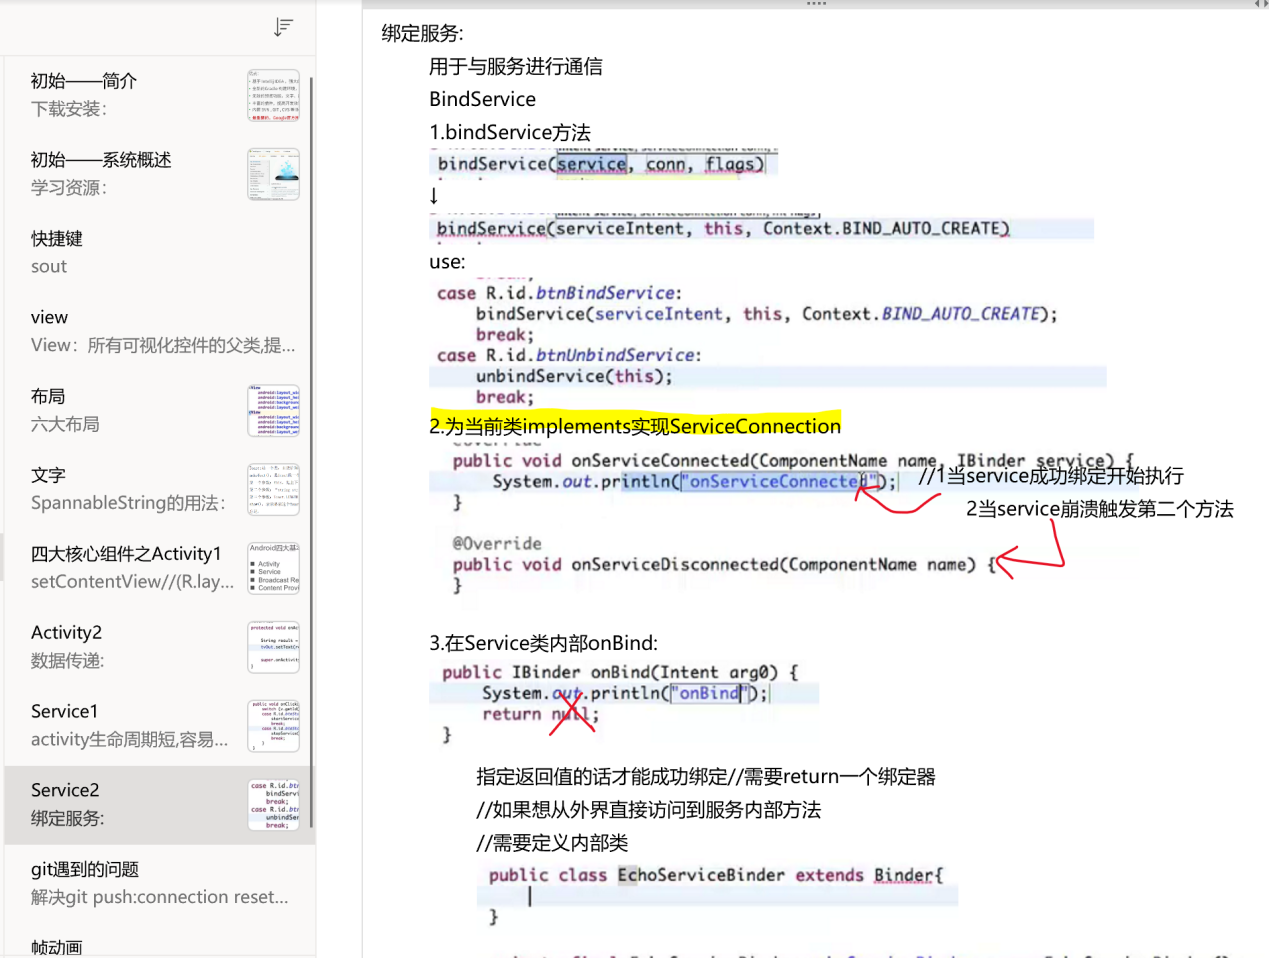 初始——简介
下载安装：
初始——系统概述
学习资源：
快捷键
sout
view
View：所有可视化控件的父类,提...
布局
六大布局
文字
SpannableString的用法：
四大核心组件之Activity1
setContentView//(R.lay...
Activity2
数据传递:
Service1
activity生命周期短,容易...
Service2
绑定服务:
git遇到的问题
解决git push:connection reset...
帧动画
绑定服务:
用于与服务进行通信
BindService
1.bindService方法
bindService(service, conn, flags)
↓
bindService(serviceIntent, this, Context.BIND_AUTO_CREATE)
use:
case R.id.btnBindService:
bindService(serviceIntent, this, Context.BIND_AUTO_CREATE);
break;
case R.id.btnUnbindService:
unbindService(this);
break;
2.为当前类implements实现ServiceConnection
public void onServiceConnected(ComponentName name, IBinder service) {
System.out.println("onServiceConnected"); //1当service成功绑定开始执行
}
2当service崩溃触发第二个方法
@Override
public void onServiceDisconnected(ComponentName name) {
}
3.在Service类内部onBind:
public IBinder onBind(Intent arg0) {
System.out.println("onBind");
return null;
}
指定返回值的话才能成功绑定//需要return一个绑定器
//如果想从外界直接访问到服务内部方法
//需要定义内部类
public class EchoServiceBinder extends Binder{
}